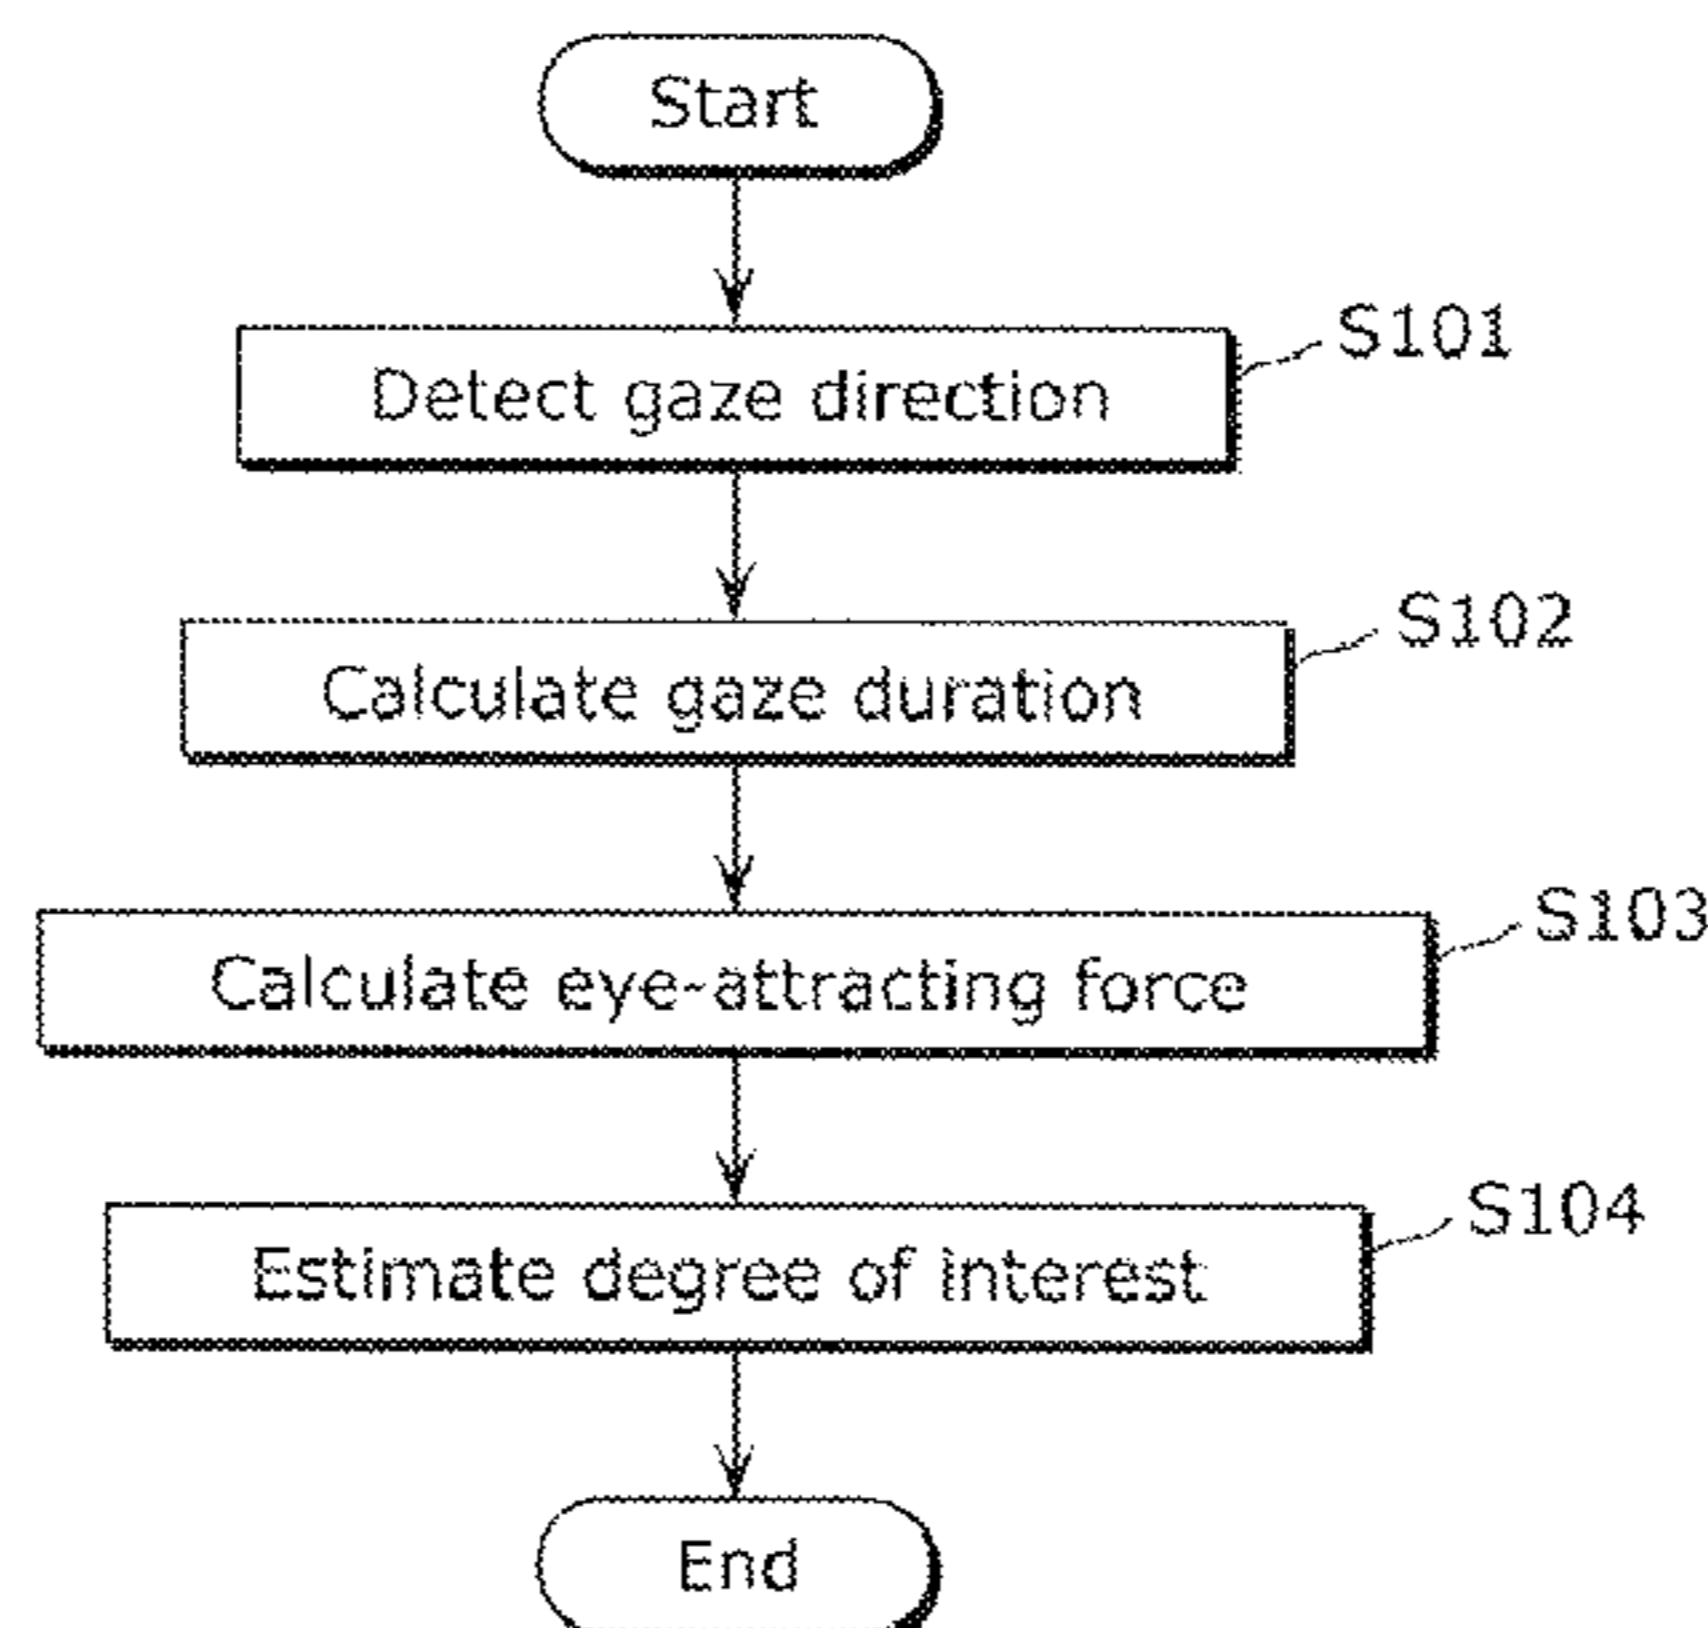 Start
Detect gaze direction
S101
Calculate gaze duration
S102
Calculate eye-attracting force
S103
Estimate degree of interest
S104
End